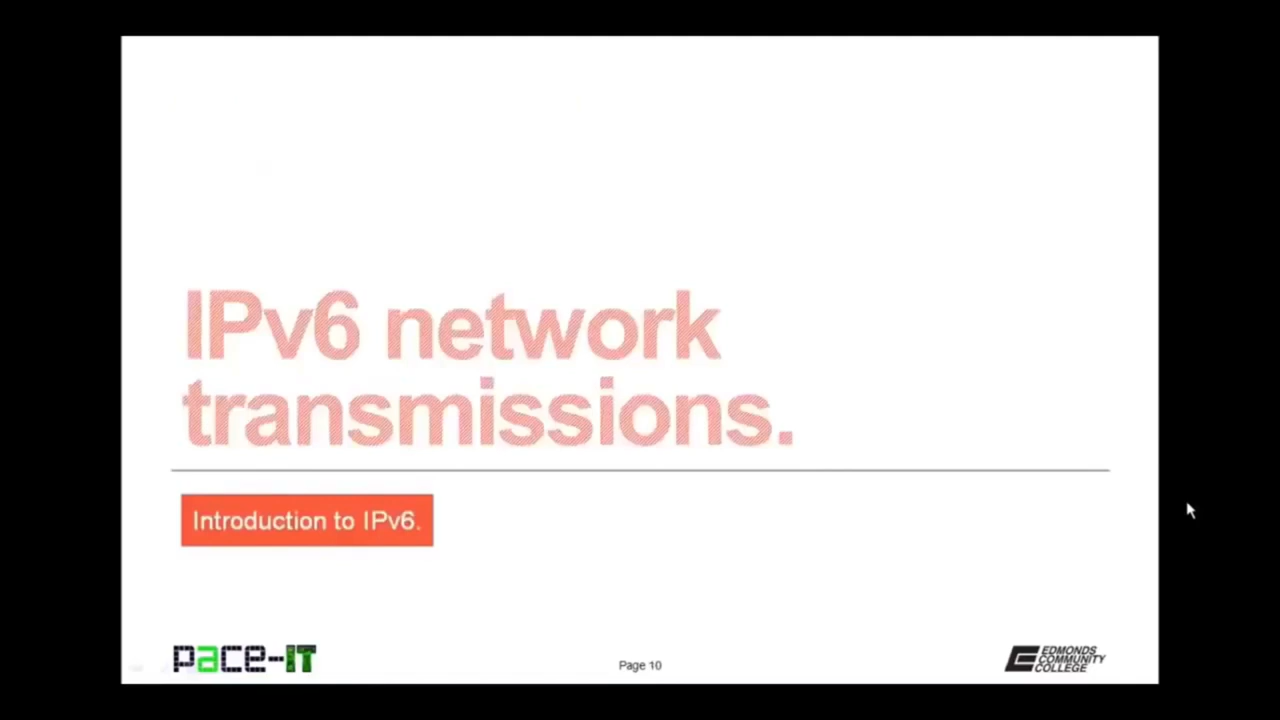 IPv6 network
transmissions.
Introduction to IPv6.
pace-IT
Page 10
EDMONDS
COMMUNITY
COLLEGE